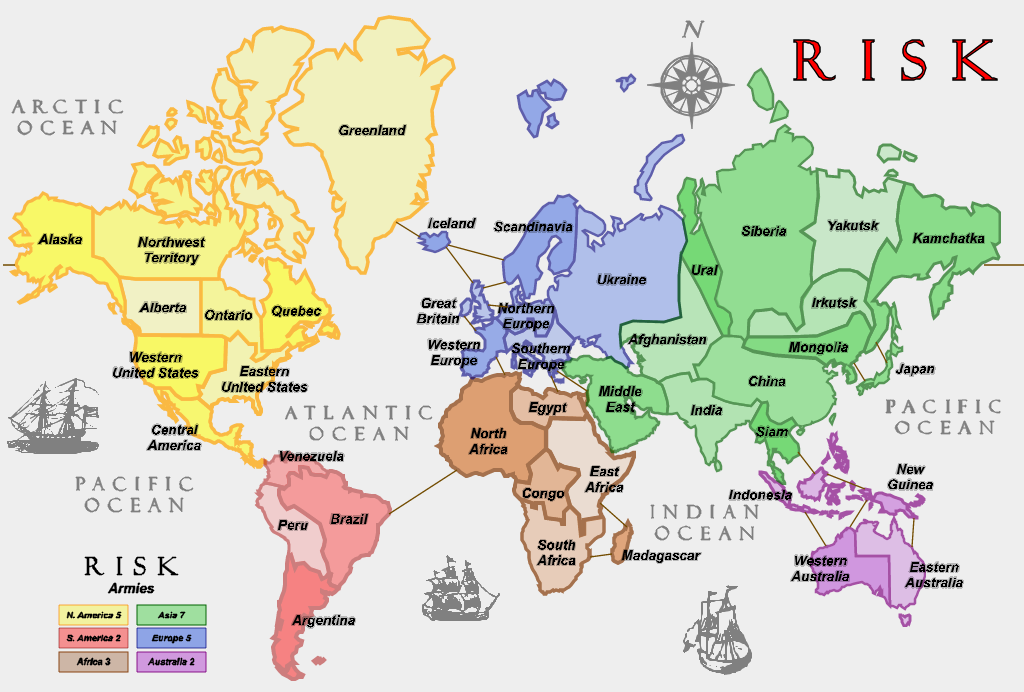 N
RISK
ARCTIC
OCEAN
Greenland
Alaska
Northwest
Territory
Iceland
Scandinavia
Siberia
Yakutsk
Kamchatka
Ural
Ukraine
Alberta
Ontario
Quebec
Great
Britain
Northern
Europe
Irkutsk
Afghanistan
Mongolia
Western
United States
Eastern
United States
Western
Europe
Southern
Europe
Japan
China
Middle
East
India
Egypt
ATLANTIC
OCEAN
PACIFIC
OCEAN
Central
America
North
Africa
Siam
Venezuela
East
Africa
New
Guinea
Indonesia
PACIFIC
OCEAN
Congo
INDIAN
OCEAN
Peru
Brazil
South
Africa
Madagascar
Western
Australia
Eastern
Australia
Argentina
RISK
Armies
N. America 5
Asia 7
S. America 2
Europe 5
Africa 3
Australia 2